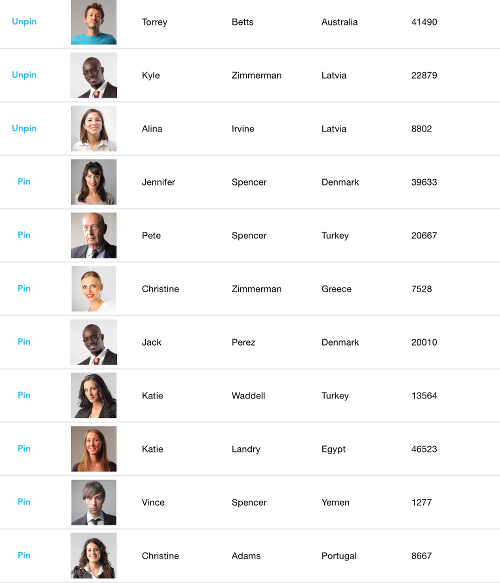 Unpin Torrey Betts Australia 41490
Unpin Kyle Zimmerman Latvia 22879
Unpin Alina Irvine Latvia 8802
Pin Jennifer Spencer Denmark 39633
Pin Pete Spencer Turkey 20667
Pin Christine Zimmerman Greece 7528
Pin Jack Perez Denmark 20010
Pin Katie Waddell Turkey 13564
Pin Katie Landry Egypt 46523
Pin Vince Spencer Yemen 1277
Pin Christine Adams Portugal 8667